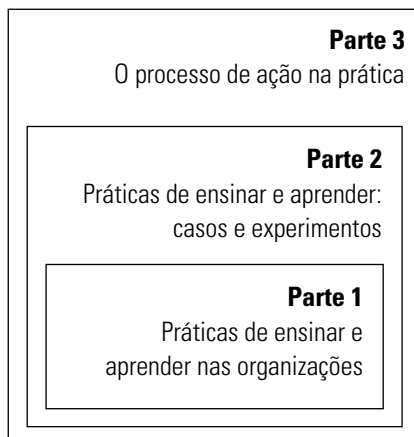 Parte 3
O processo de ação na prática
Parte 2
Práticas de ensinar e aprender:
casos e experimentos
Parte 1
Práticas de ensinar e
aprender nas organizações